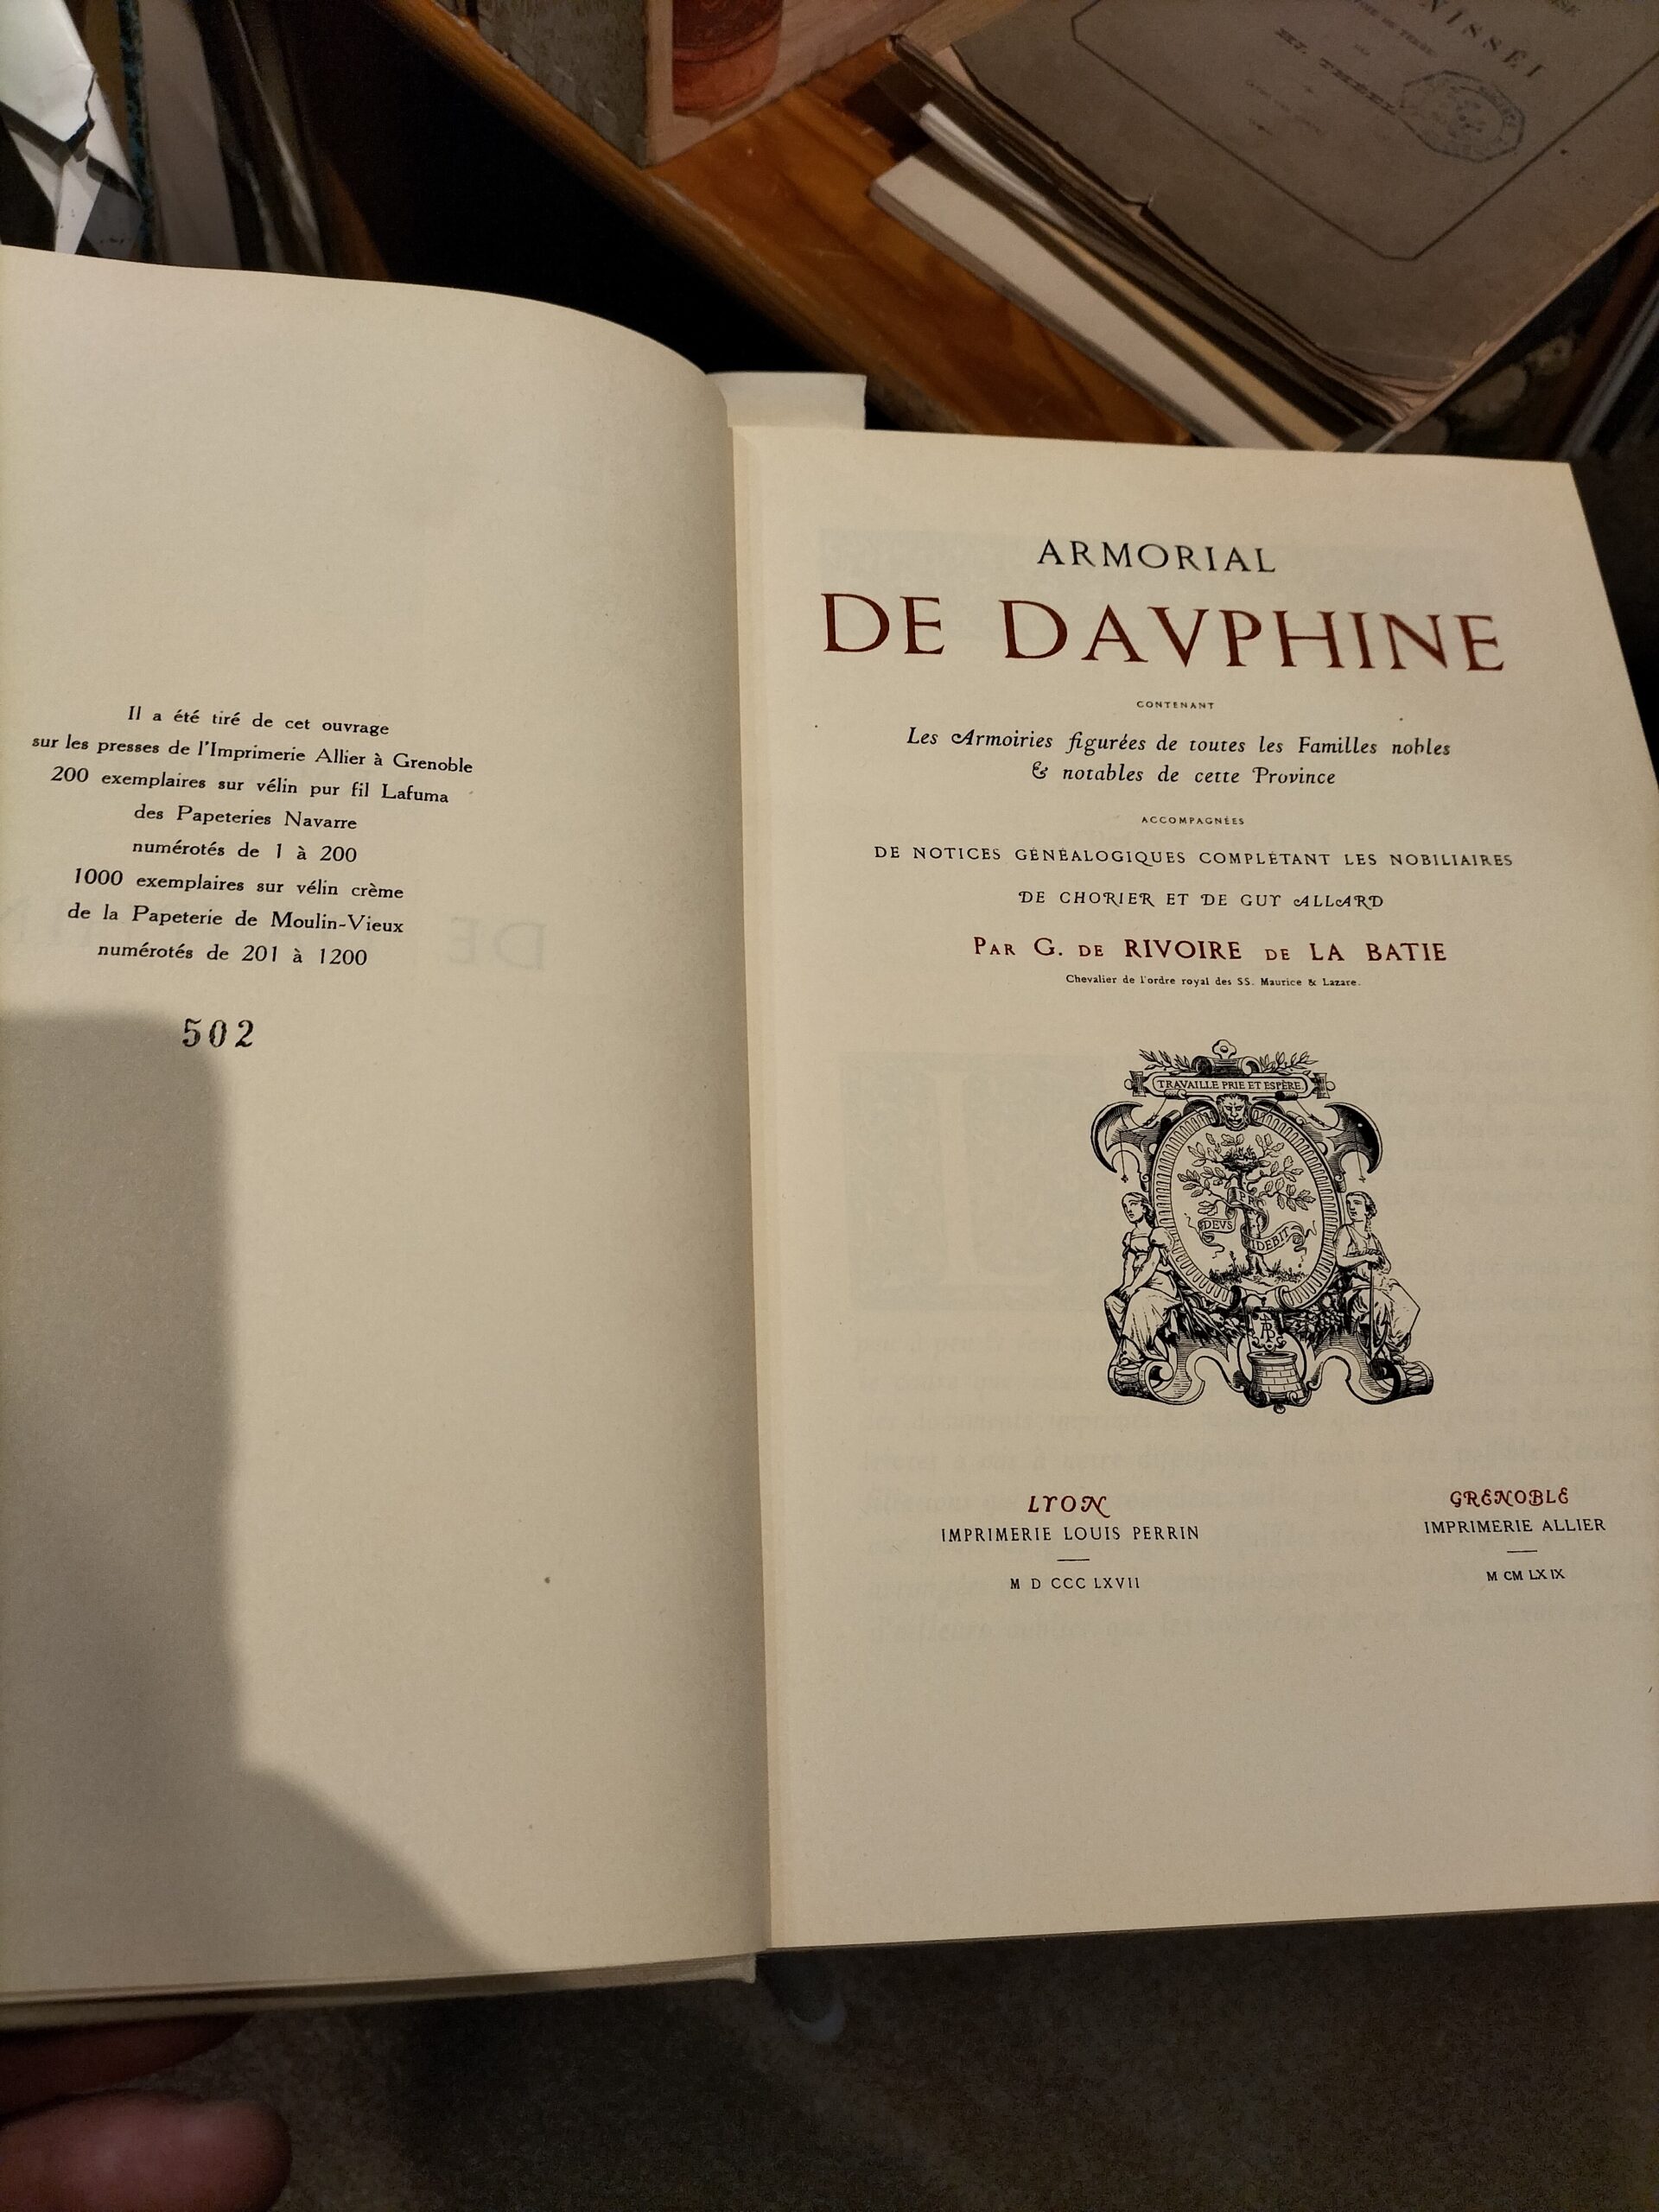 NISSEI
Il a été tiré de cet ouvrage
sur les presses de l'Imprimerie Allier à Grenoble
200 exemplaires sur vélin pur fil Lafuma
des Papeteries Navarre
numérotés de 1 à 200
1000 exemplaires sur vélin crème
de la Papeterie de Moulin-Vieux
numérotés de 201 à 1200
502
ARMORIAL
DE DAVPHINE
CONTENANT
Les Armoiries figurées de toutes les Familles nobles
& notables de cette Province
ACCOMPAGNÉES
DE NOTICES GÉNÉALOGIQUES COMPLÉTANT LES NOBILIAIRES
DE CHORIER ET DE GUY ALLARD
PAR G. DE RIVOIRE DE LA BATIE
Chevalier de l'ordre royal des SS. Maurice & Lazare.
TRAVAILLE PRIE ET ESPÈRE
DEVS
IDEBIT
LYON
IMPRIMERIE LOUIS PERRIN
M D CCC LXVII
GRENOBLE
IMPRIMERIE ALLIER
M CM LX IX